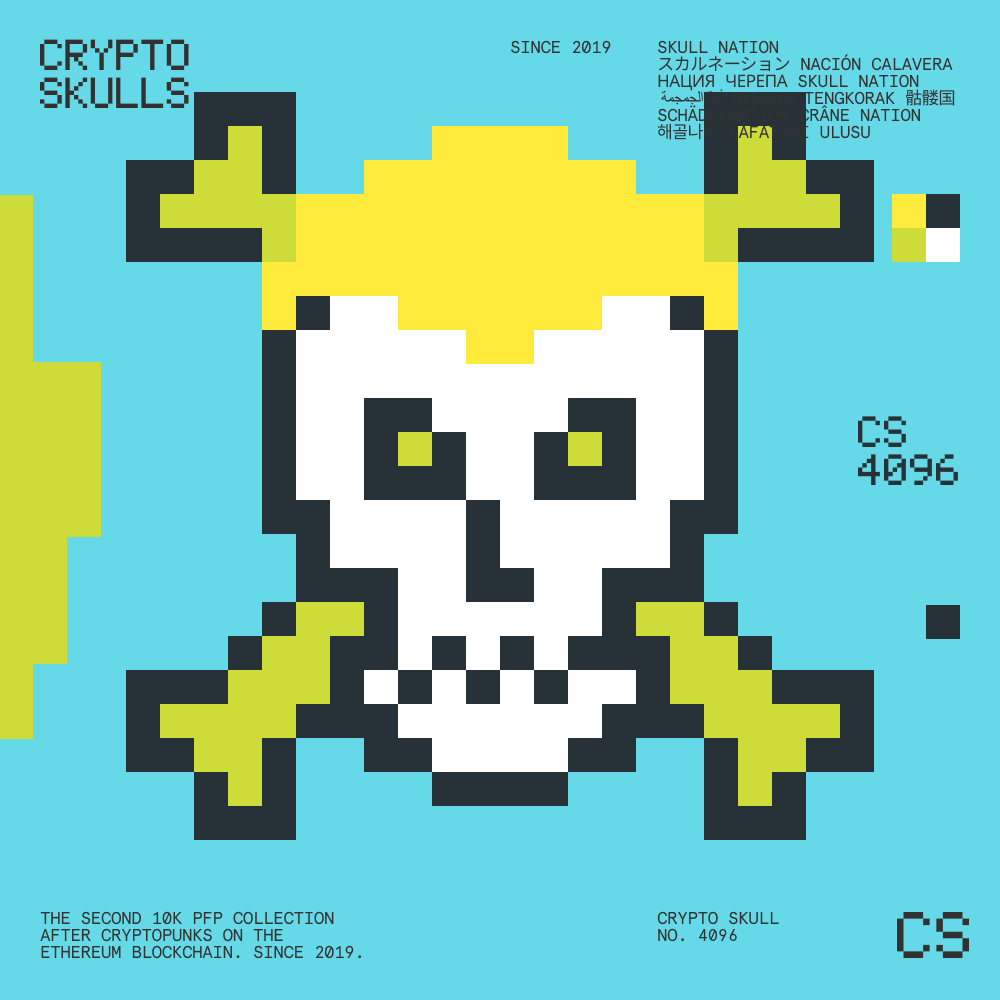 CRYPTO
SKULLS
SINCE 2019
SKULL NATION
スカルネーション NACIÓN CALAVERA
НАЦИЯ ЧЕРЕПА SKULL NATION
TENGKORAK 骷髅国
CRÂNE NATION
ULUSU
CS
4096
THE SECOND 10K PFP COLLECTION
AFTER CRYPTOPUNKS ON THE
ETHEREUM BLOCKCHAIN. SINCE 2019.
CRYPTO SKULL
NO. 4096
CS